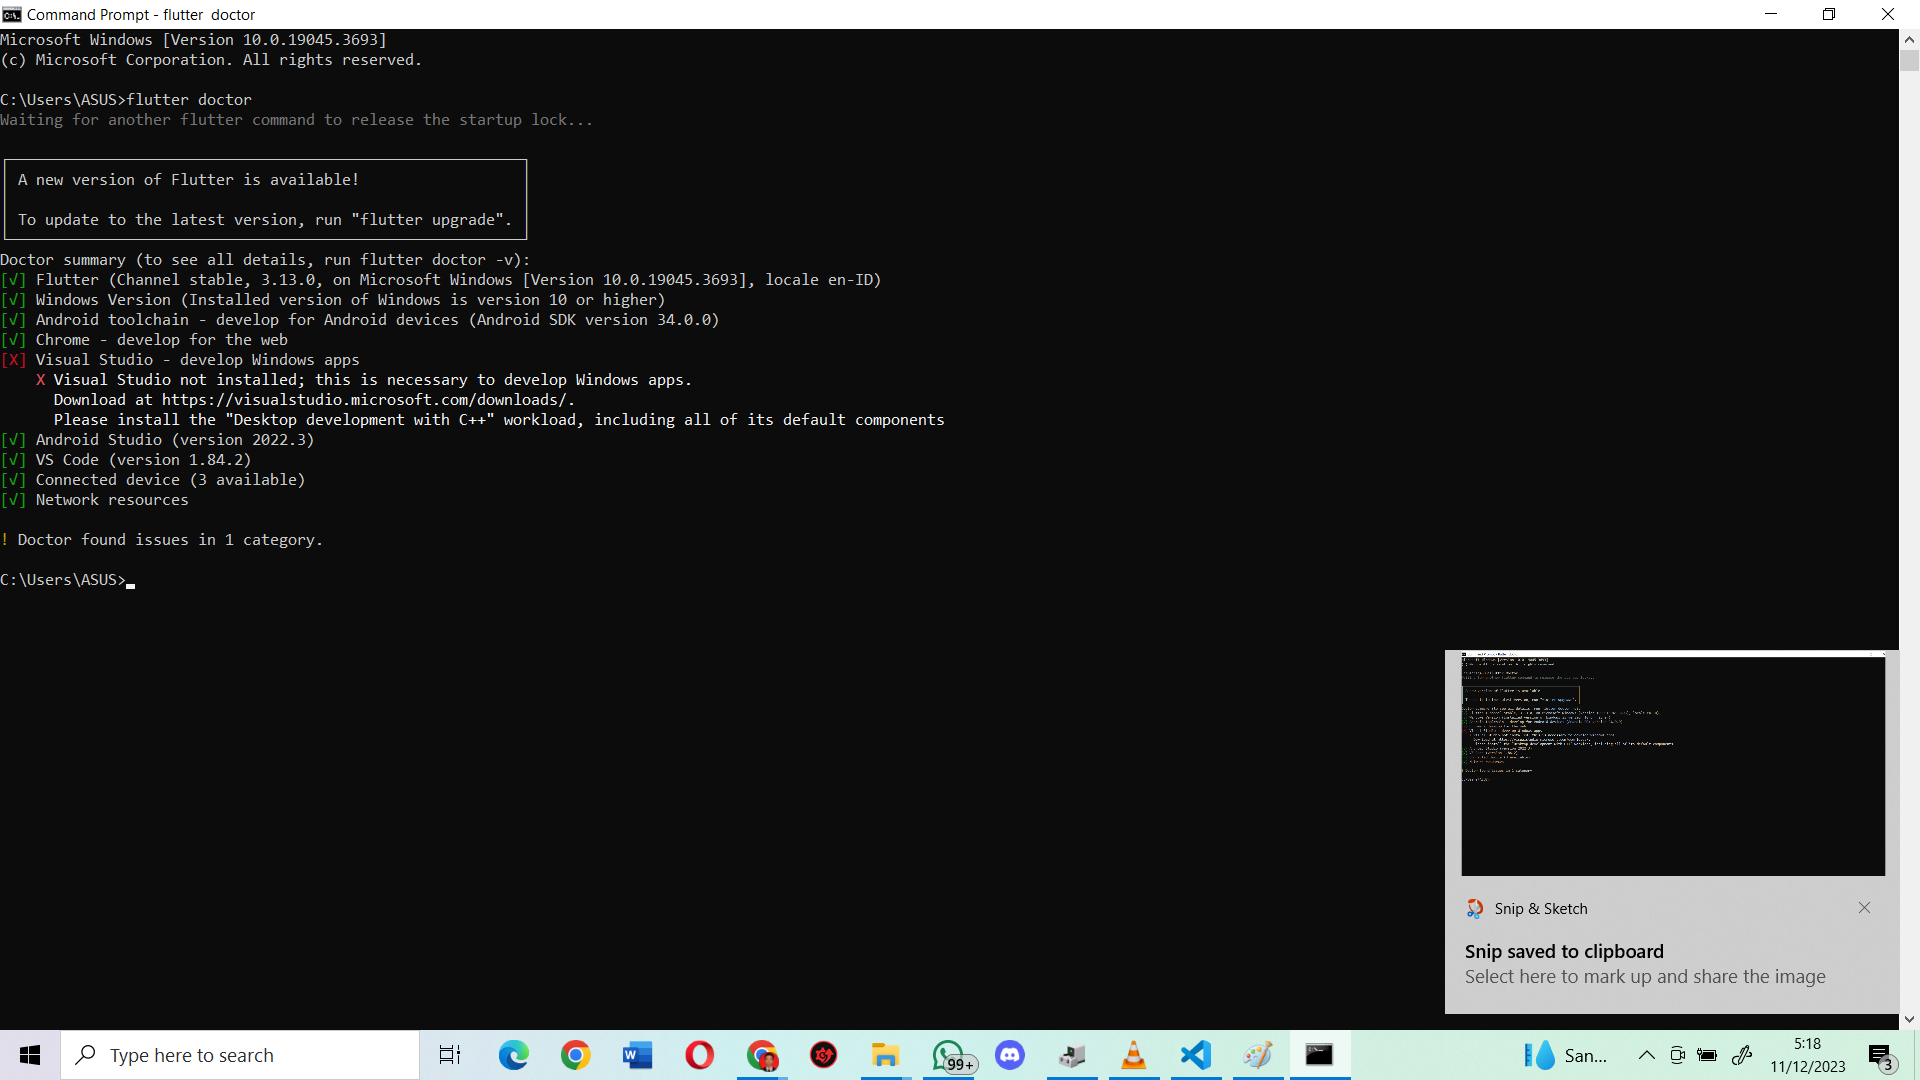 Command Prompt - flutter  doctor
Microsoft Windows [Version 10.0.19045.3693]
(c) Microsoft Corporation. All rights reserved.
C:\Users\ASUS>flutter doctor
Waiting for another flutter command to release the startup lock...
A new version of Flutter is available!
To update to the latest version, run "flutter upgrade".
Doctor summary (to see all details, run flutter doctor -v):
[√] Flutter (Channel stable, 3.13.0, on Microsoft Windows [Version 10.0.19045.3693], locale en-ID)
[√] Windows Version (Installed version of Windows is version 10 or higher)
[√] Android toolchain - develop for Android devices (Android SDK version 34.0.0)
[√] Chrome - develop for the web
[X] Visual Studio - develop Windows apps
X Visual Studio not installed; this is necessary to develop Windows apps.
Download at https://visualstudio.microsoft.com/downloads/.
Please install the "Desktop development with C++" workload, including all of its default components
[√] Android Studio (version 2022.3)
[√] VS Code (version 1.84.2)
[√] Connected device (3 available)
[√] Network resources
! Doctor found issues in 1 category.
C:\Users\ASUS>
Snip & Sketch
Snip saved to clipboard
Select here to mark up and share the image
Type here to search
99+
San...
5:18
11/12/2023
3